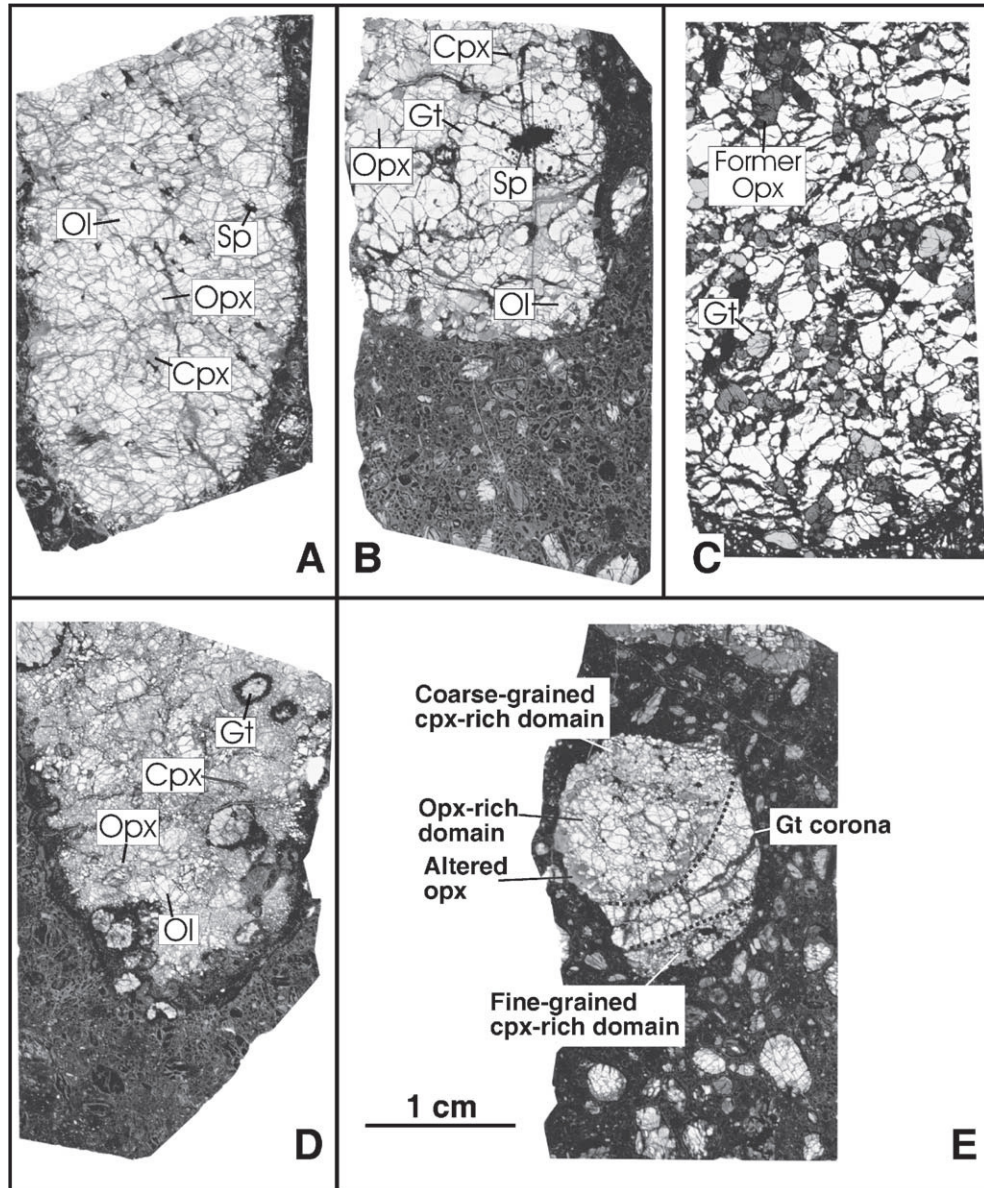 Ol
Sp
Opx
Cpx
A
Cpx
Gt
Opx
Sp
Ol
B
Former
Opx
Gt
C
Gt
Cpx
Opx
Ol
D
Coarse-grained
cpx-rich domain
Opx-rich
domain
Gt corona
Altered
opx
Fine-grained
cpx-rich domain
1 cm
E